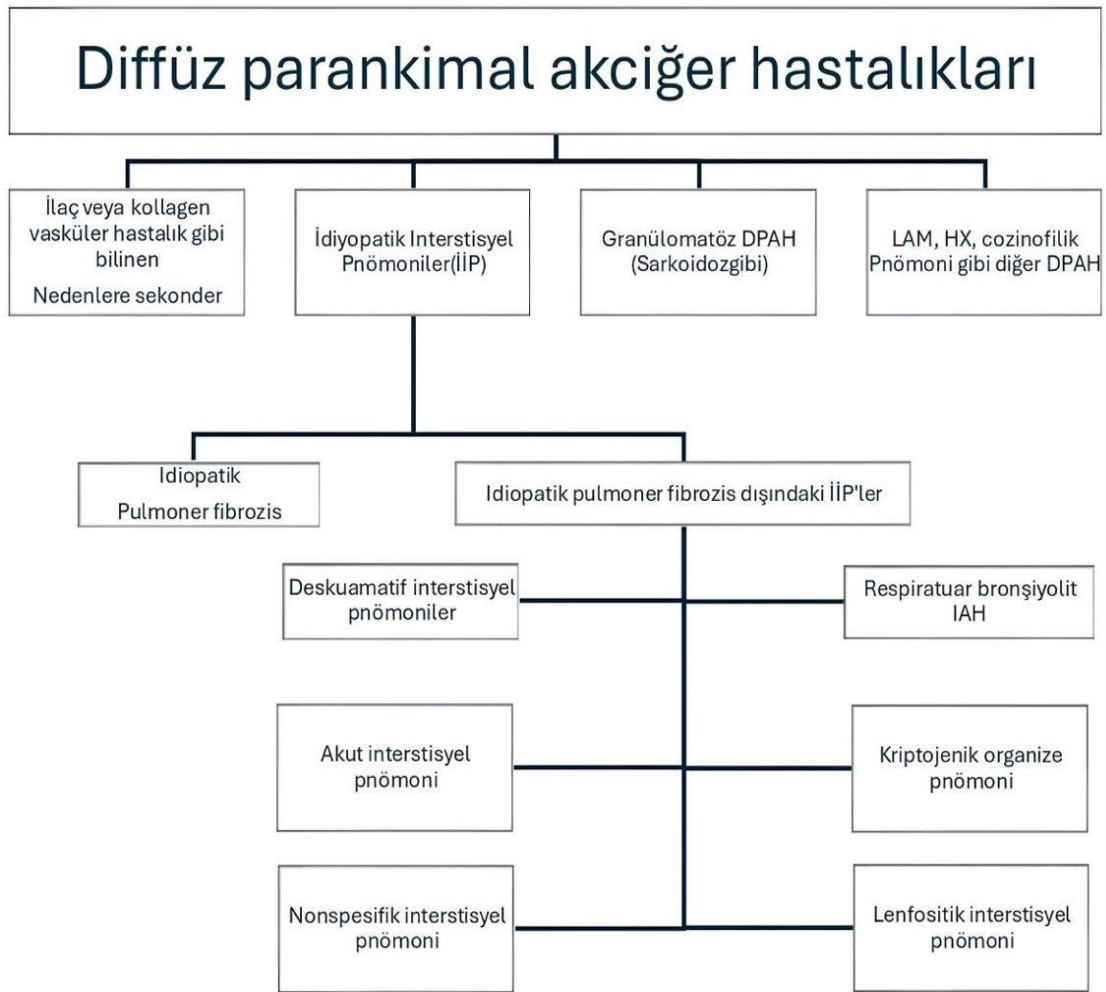 Diffüz parankimal akciğer hastalıkları
İlaç veya kollagen
vasküler hastalık gibi
bilinen
Nedenlere sekonder
İdiyopatik Interstisyel
Pnömoniler(İİP)
Granülomatöz DPAH
(Sarkoidozgibi)
LAM, HX, cozinofilik
Pnömoni gibi diğer DPAH
Idiopatik
Pulmoner fibrozis
Idiopatik pulmoner fibrozis dışındaki İİP'ler
Deskuamatif interstisyel
pnömoniler
Respiratuar bronşiyolit
IAH
Akut interstisyel
pnömoni
Kriptojenik organize
pnömoni
Nonspesifik interstisyel
pnömoni
Lenfositik interstisyel
pnömoni